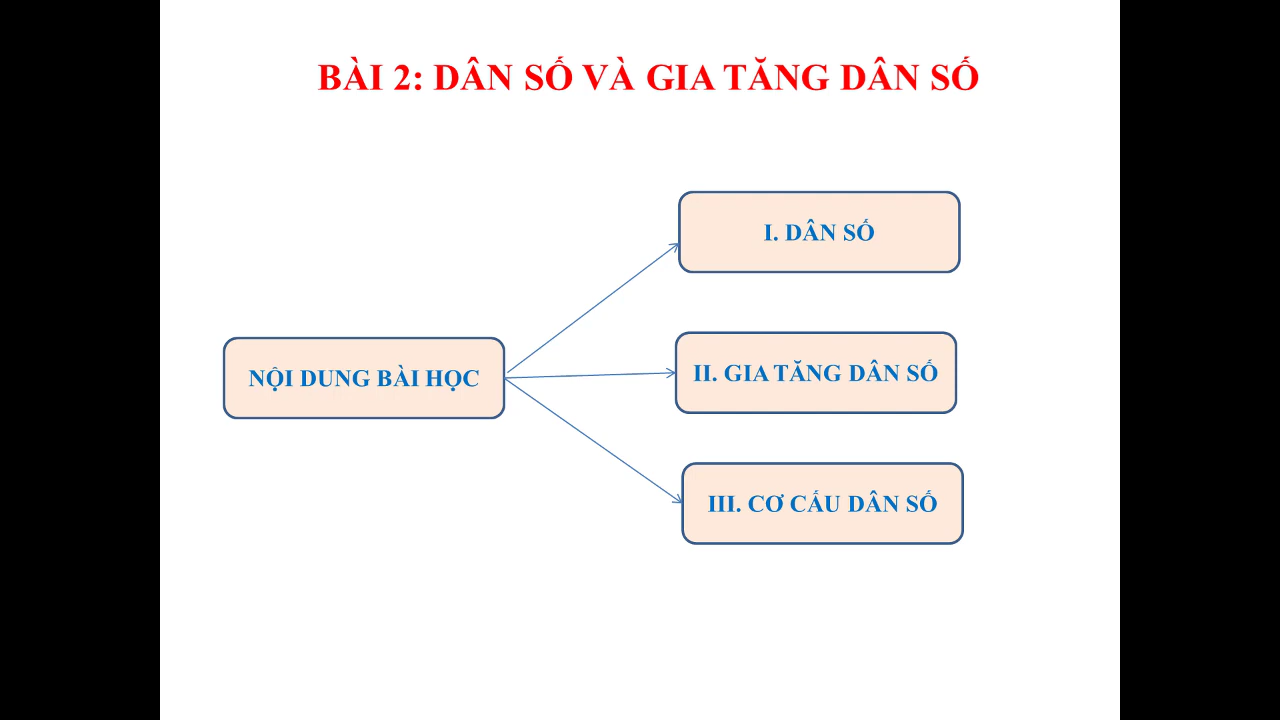 BÀI 2: DÂN SỐ VÀ GIA TĂNG DÂN SỐ
I. DÂN SỐ
NỘI DUNG BÀI HỌC
II. GIA TĂNG DÂN SỐ
III. CƠ CẤU DÂN SỐ